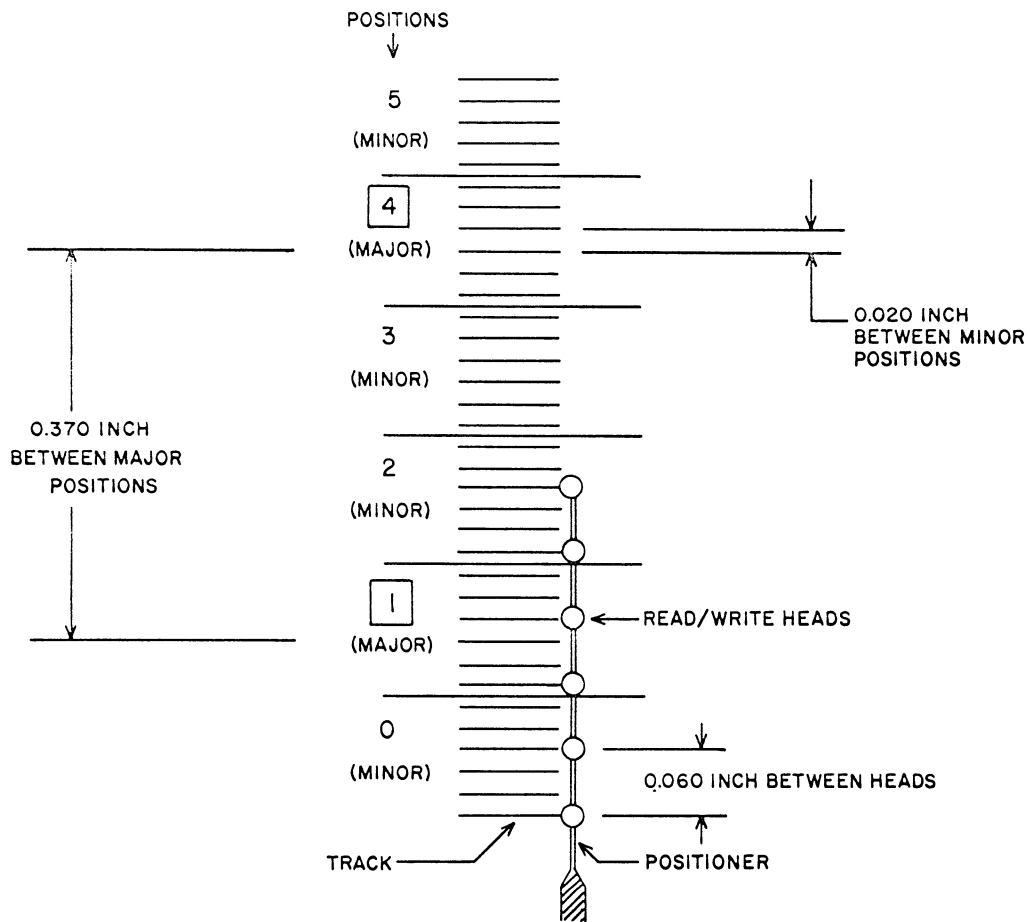 POSITIONS
5
(MINOR)
4
(MAJOR)
0.020 INCH
BETWEEN MINOR
POSITIONS
3
(MINOR)
0.370 INCH
BETWEEN MAJOR
POSITIONS
2
(MINOR)
1
(MAJOR)
READ/WRITE HEADS
0
(MINOR)
0.060 INCH BETWEEN HEADS
TRACK
POSITIONER